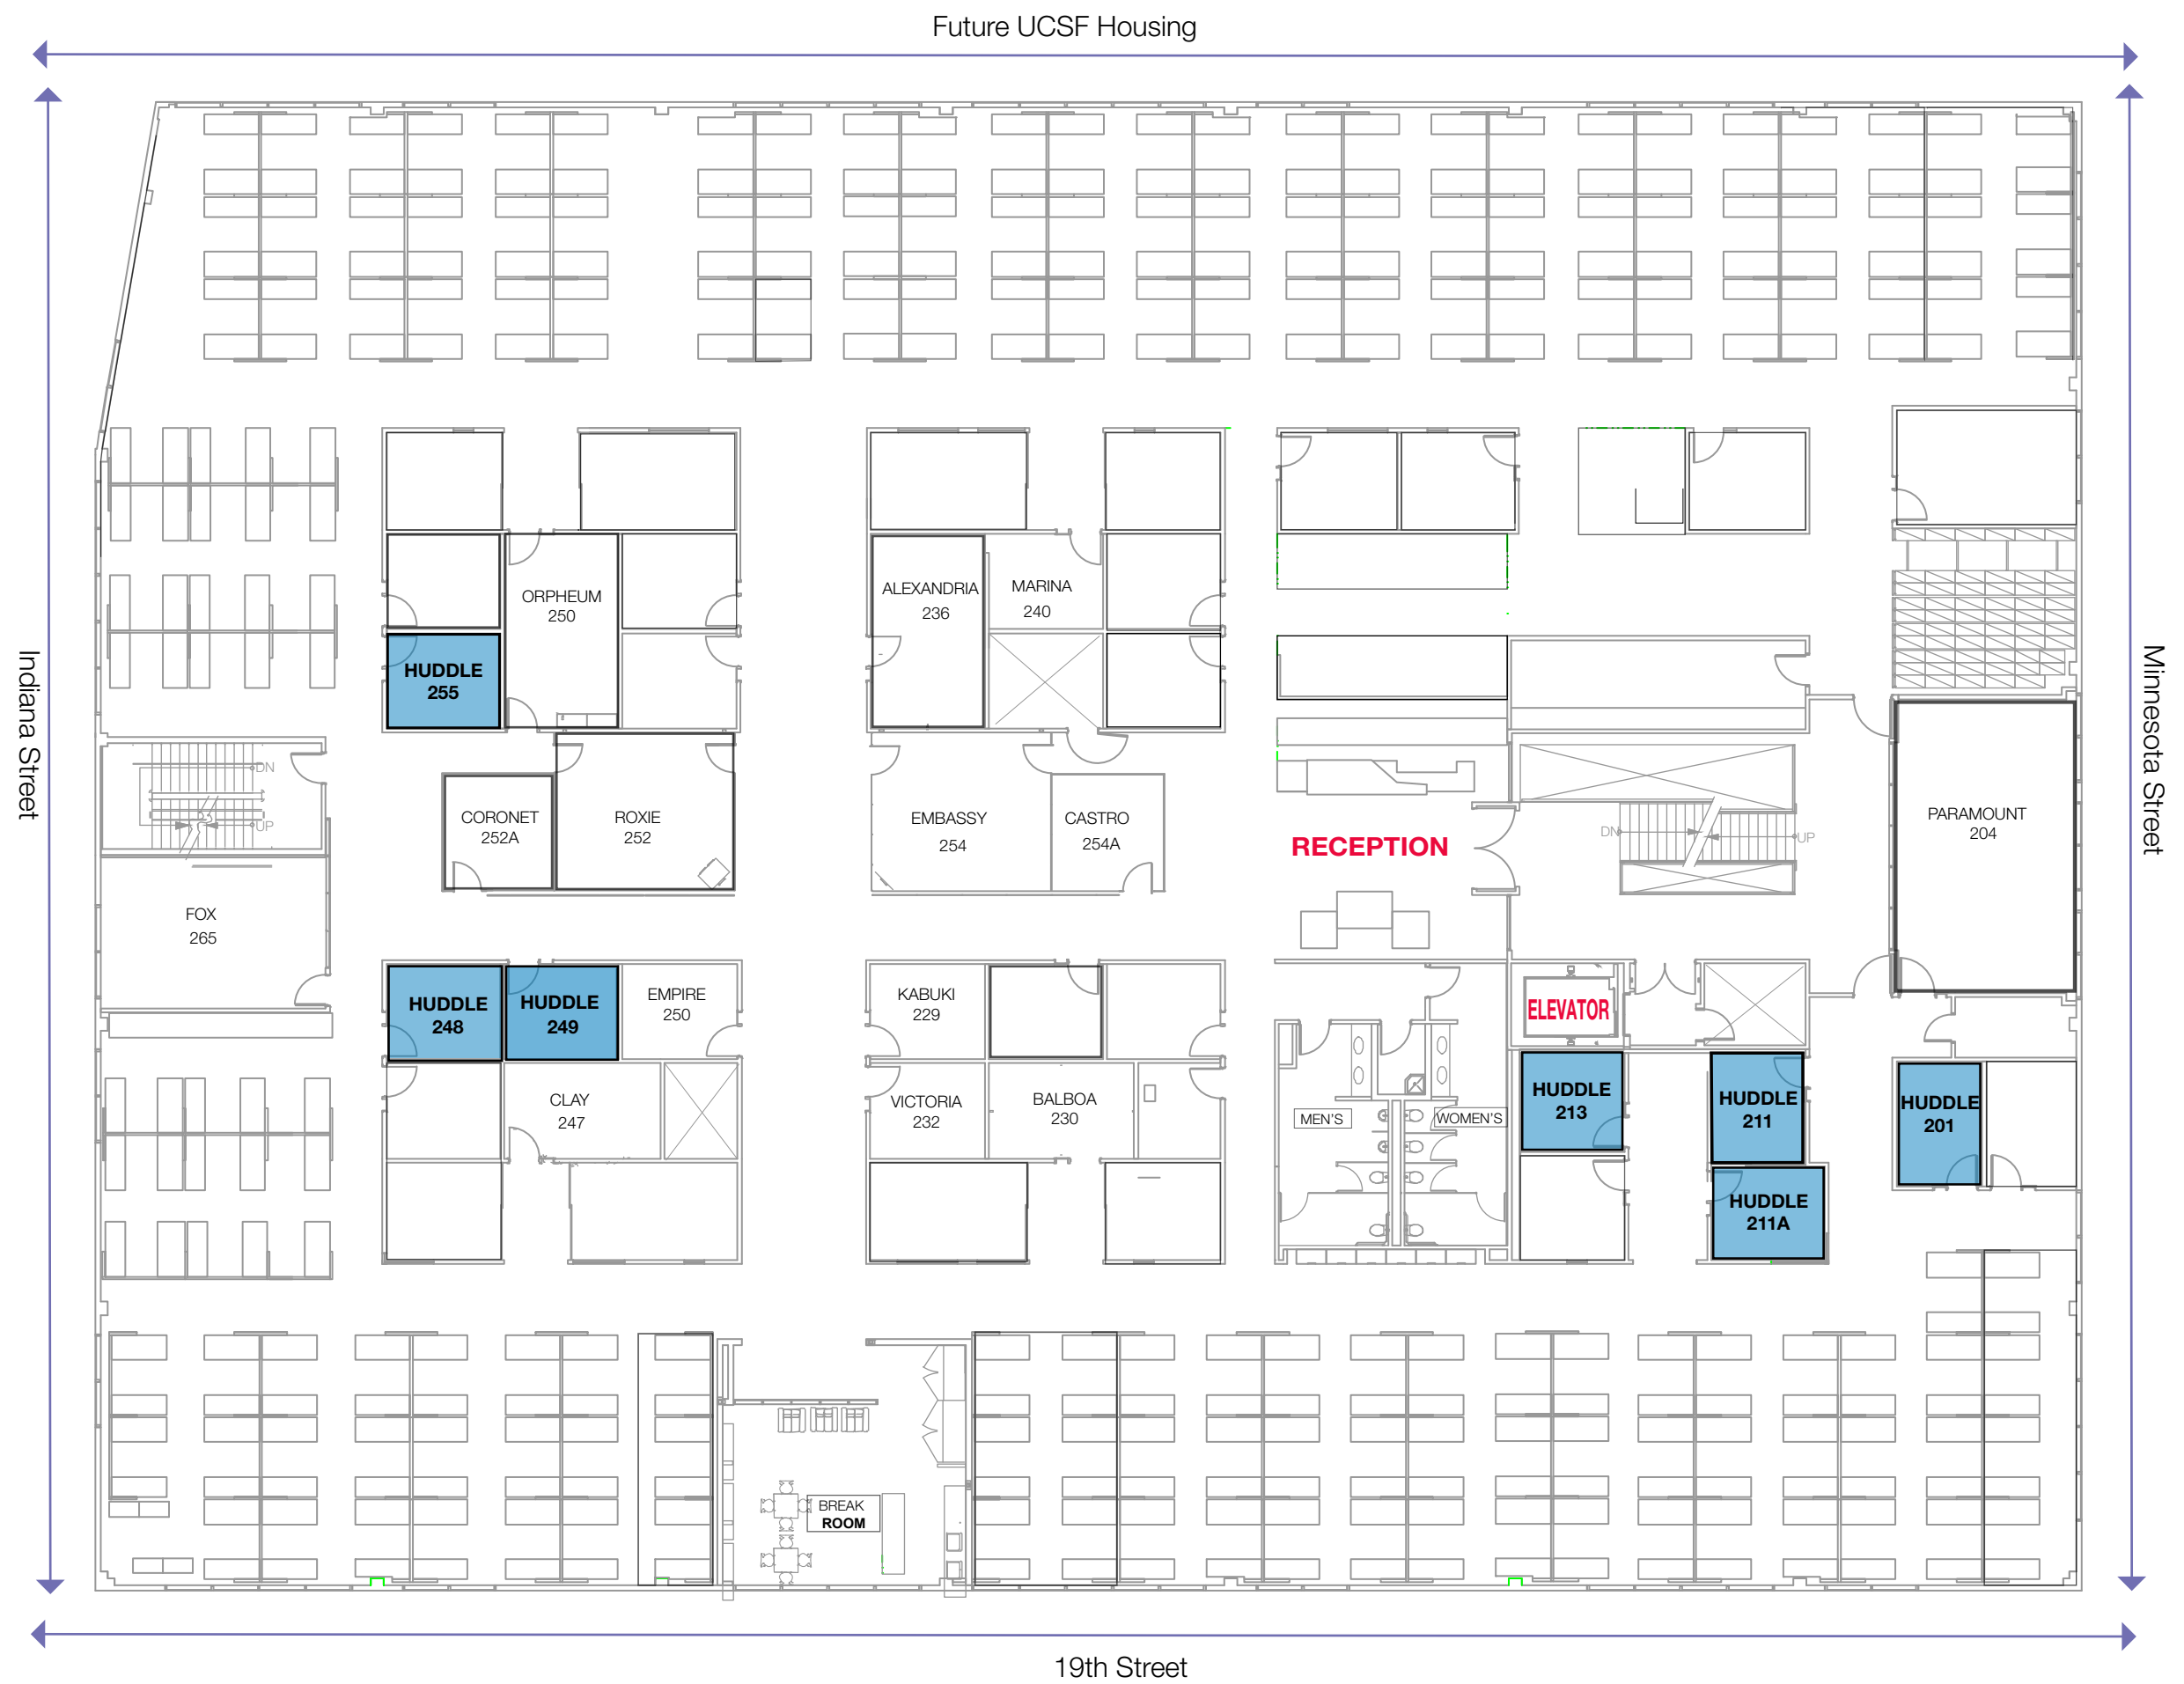 Future UCSF Housing
Indiana Street
Minnesota Street
ORPHEUM
250
ALEXANDRIA
236
MARINA
240
HUDDLE
255
DN
UP
CORONET
252A
ROXIE
252
EMBASSY
254
CASTRO
254A
RECEPTION
DN
UP
PARAMOUNT
204
FOX
265
HUDDLE
248
HUDDLE
249
EMPIRE
250
KABUKI
229
ELEVATOR
CLAY
247
VICTORIA
232
BALBOA
230
MEN'S
WOMEN'S
HUDDLE
213
HUDDLE
211
HUDDLE
201
HUDDLE
211A
BREAK
ROOM
19th Street